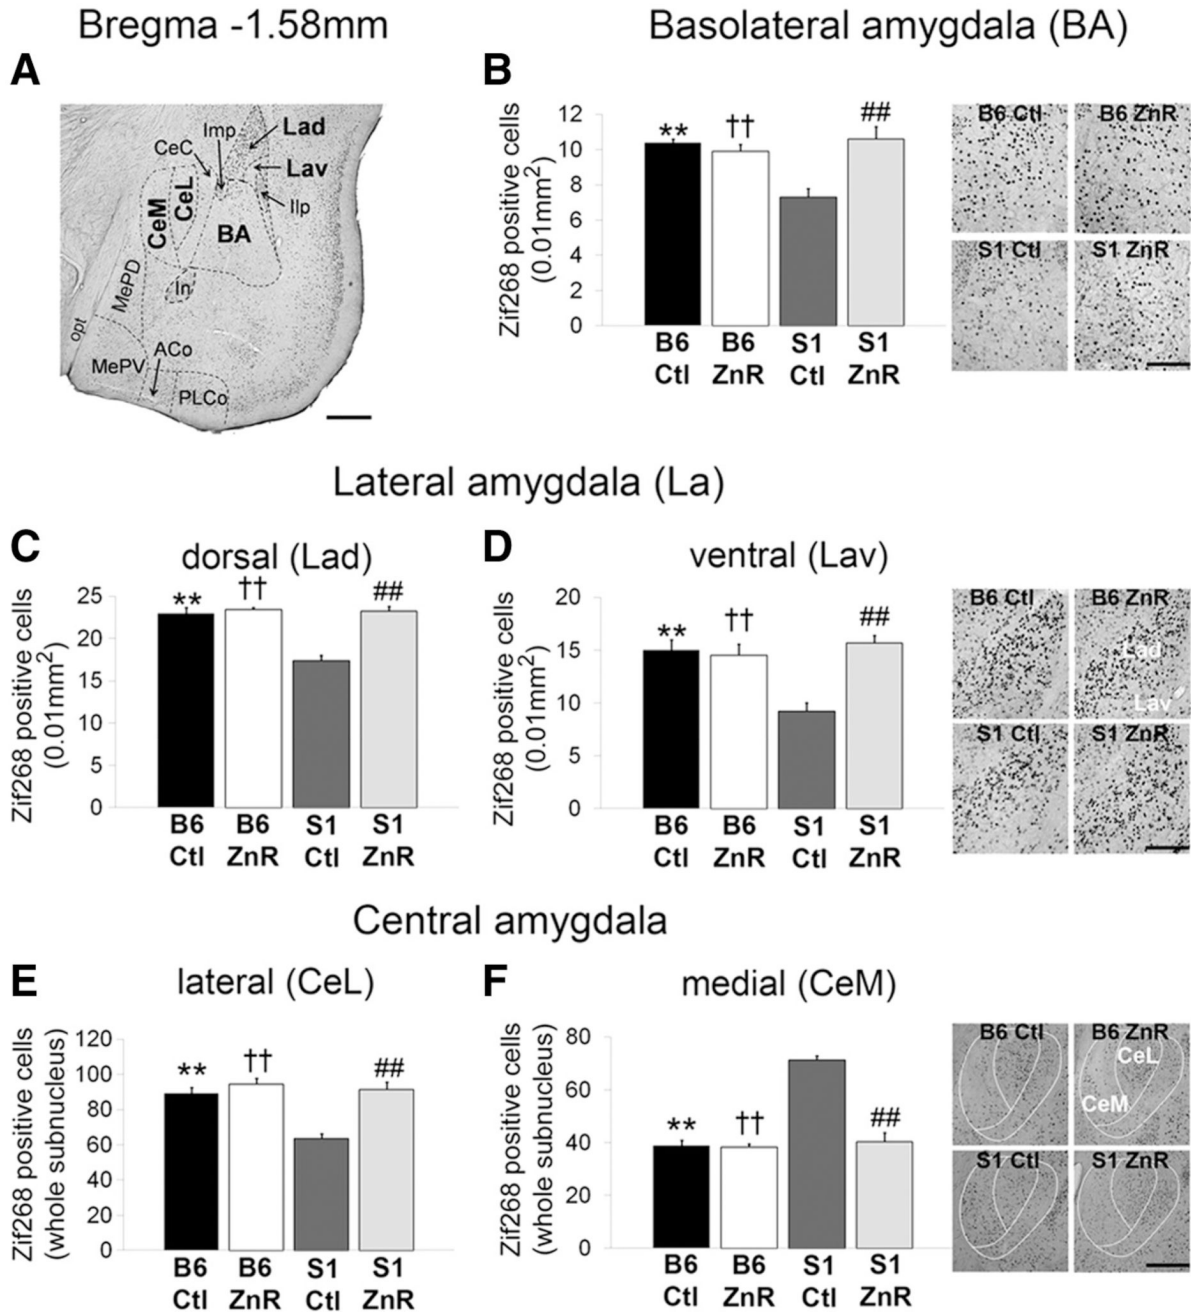 Bregma -1.58mm
Basolateral amygdala (BA)
A
Imp
Lad
CeC
Lav
CeM
CeL
Ilp
BA
MePD
In
opt
ACo
MePV
PLCo
B
Zif268 positive cells
(0.01mm²)
12
10
8
6
4
2
0
**
††
##
B6
Ctl
B6
ZnR
S1
Ctl
S1
ZnR
B6 Ctl
B6 ZnR
S1 Ctl
S1 ZnR
Lateral amygdala (La)
C
dorsal (Lad)
Zif268 positive cells
(0.01mm²)
25
20
15
10
5
0
**
††
##
B6
Ctl
B6
ZnR
S1
Ctl
S1
ZnR
D
ventral (Lav)
Zif268 positive cells
(0.01mm²)
20
15
10
5
0
**
††
##
B6
Ctl
B6
ZnR
S1
Ctl
S1
ZnR
B6 Ctl
B6 ZnR
Lad
Lav
S1 Ctl
S1 ZnR
Central amygdala
E
lateral (CeL)
Zif268 positive cells
(whole subnucleus)
120
100
80
60
40
20
0
**
††
##
B6
Ctl
B6
ZnR
S1
Ctl
S1
ZnR
F
medial (CeM)
Zif268 positive cells
(whole subnucleus)
80
60
40
20
0
**
††
##
B6
Ctl
B6
ZnR
S1
Ctl
S1
ZnR
B6 Ctl
B6 ZnR
CeL
CeM
S1 Ctl
S1 ZnR